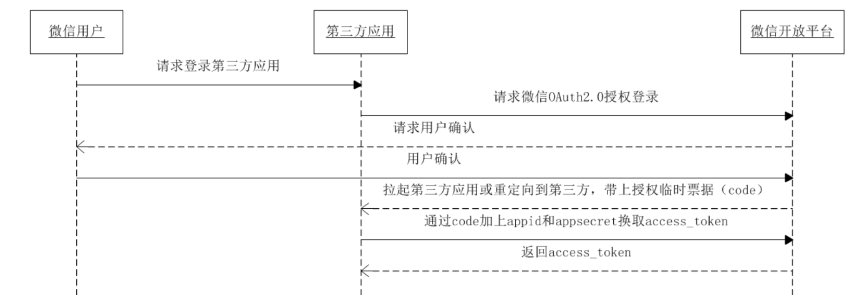 微信用户
第三方应用
微信开放平台
请求登录第三方应用
请求微信OAuth2.0授权登录
请求用户确认
用户确认
拉起第三方应用或重定向到第三方，带上授权临时票据（code）
通过code加上appid和appsecret换取access_token
返回access_token